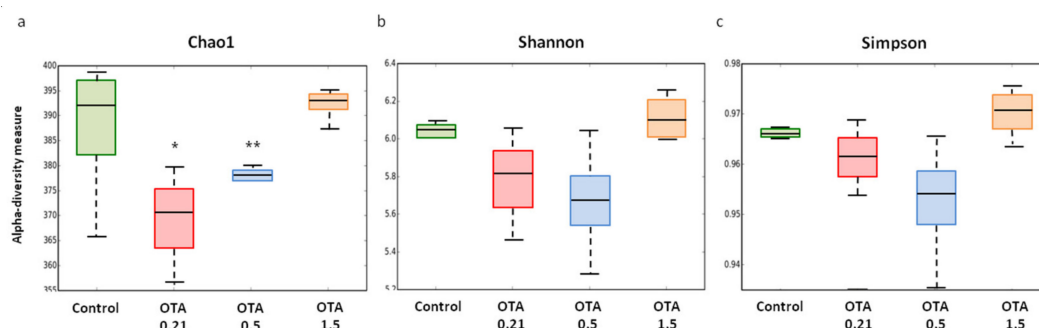 a
Chao1
Alpha-diversity measure
400
395
390
385
380
375
370
365
360
355
* **
Control OTA OTA OTA
0.21 0.5 1.5
b
Shannon
6.4
6.2
6.0
5.8
5.6
5.4
5.2
Control OTA OTA OTA
0.21 0.5 1.5
c
Simpson
0.98
0.97
0.96
0.95
0.94
Control OTA OTA OTA
0.21 0.5 1.5